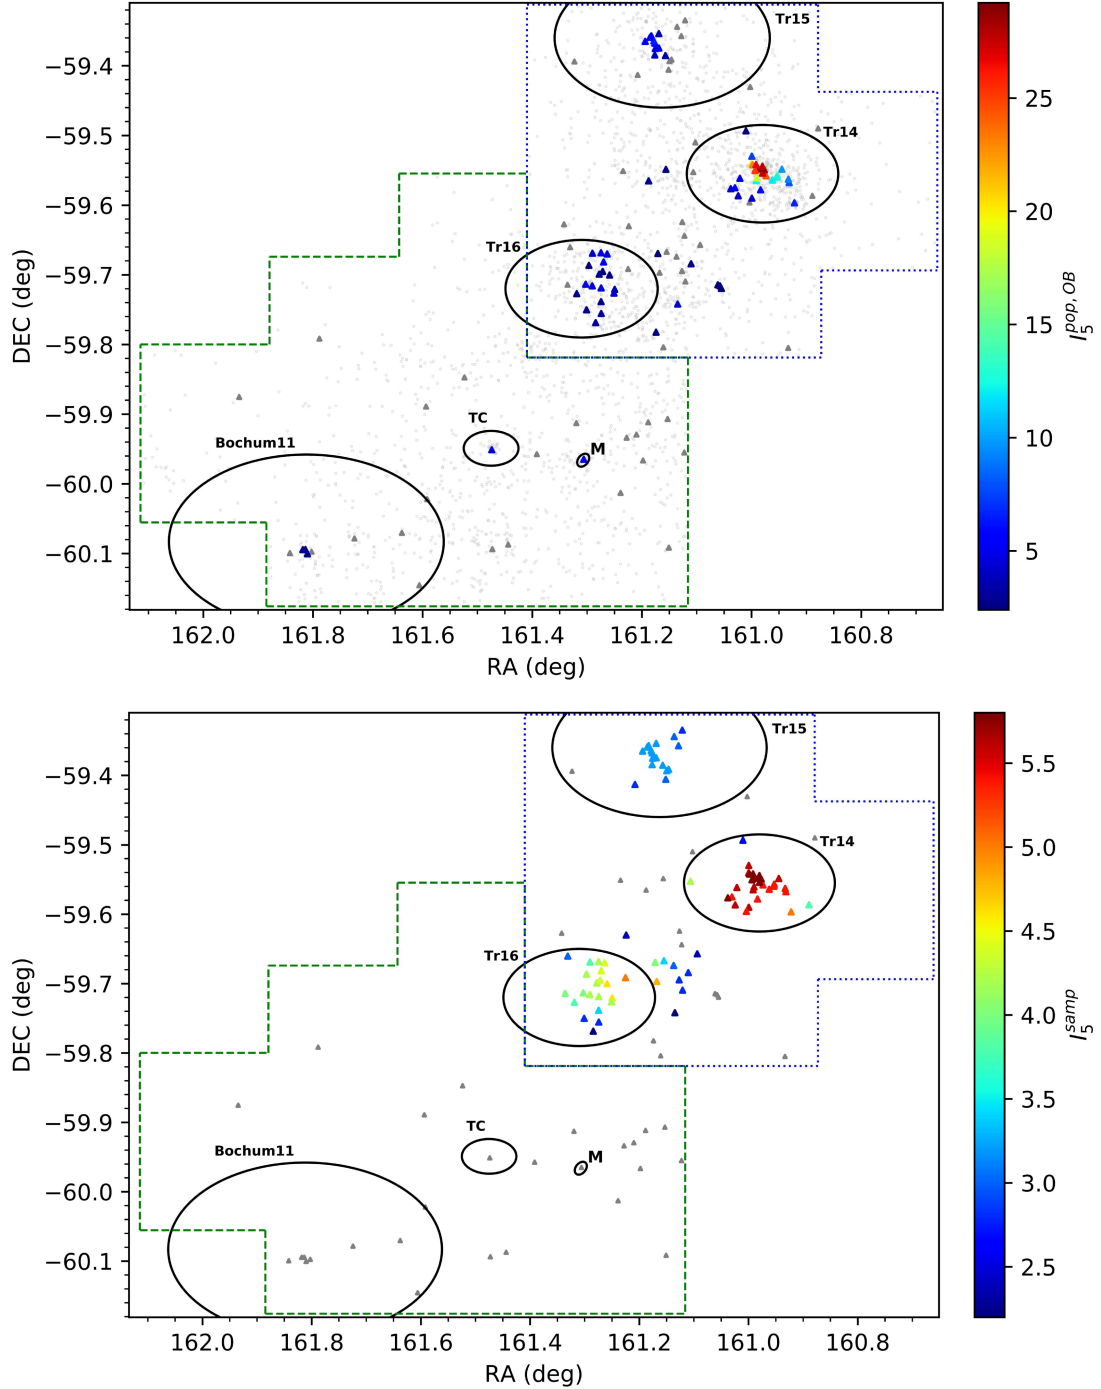 Tr15
Tr14
Tr16
TC
M
Bochum11
−59.4
−59.5
−59.6
−59.7
−59.8
−59.9
−60.0
−60.1
DEC (deg)
162.0 161.8 161.6 161.4 161.2 161.0 160.8
RA (deg)
25
20
15
10
5
I_5^{pop, OB}
Tr15
Tr14
Tr16
TC
M
Bochum11
−59.4
−59.5
−59.6
−59.7
−59.8
−59.9
−60.0
−60.1
DEC (deg)
162.0 161.8 161.6 161.4 161.2 161.0 160.8
RA (deg)
5.5
5.0
4.5
4.0
3.5
3.0
2.5
I_5^{samp}